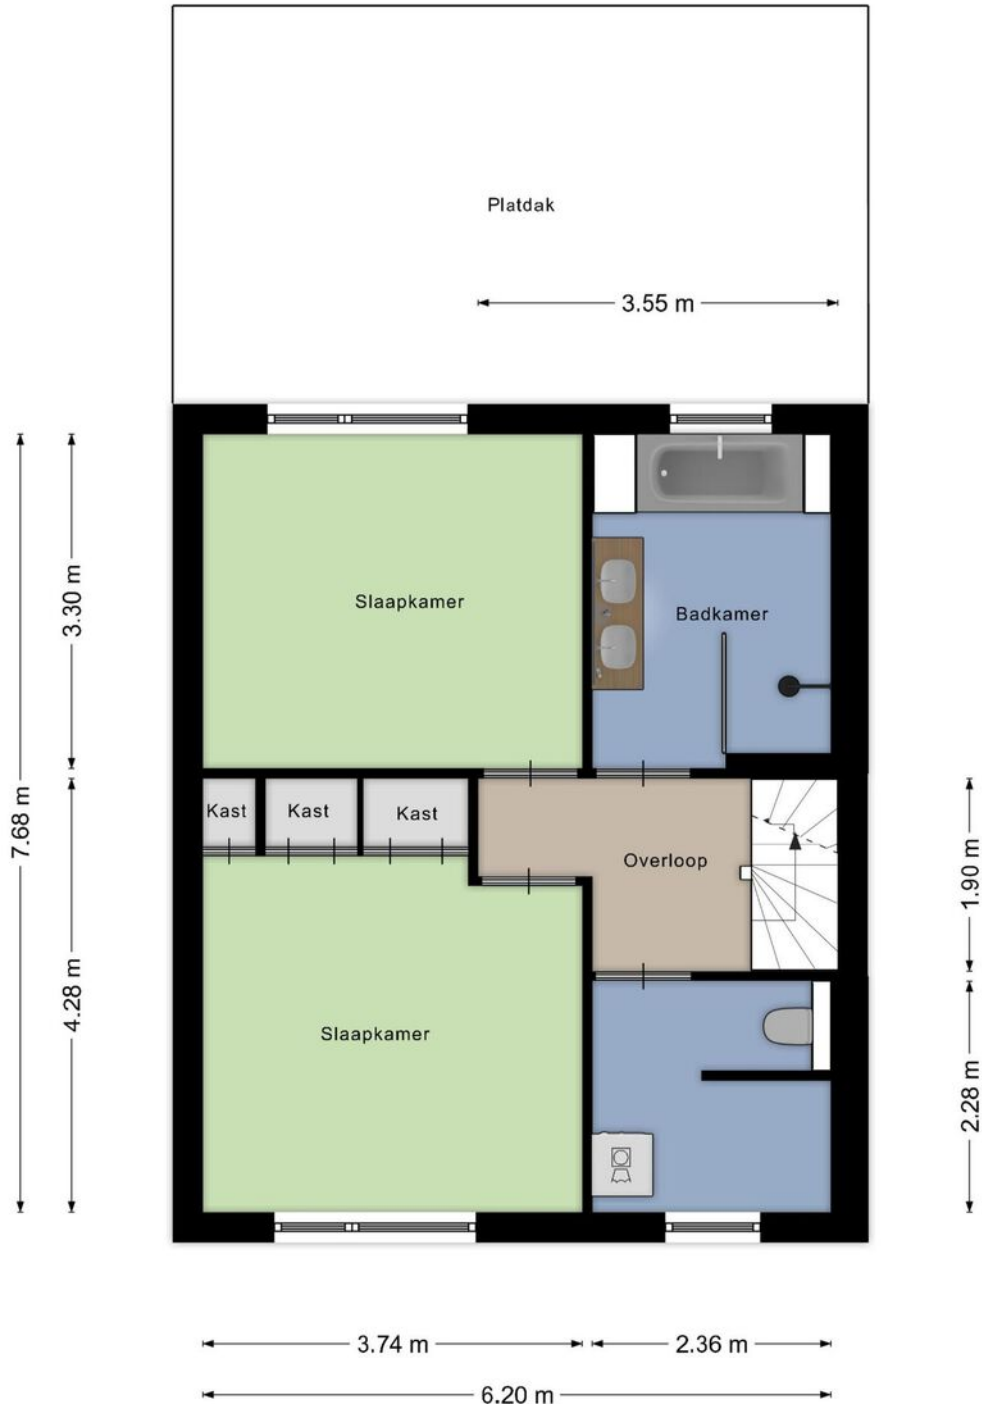 Platdak
3.55 m
3.30 m
Slaapkamer
Badkamer
7.68 m
Kast
Kast
Kast
Overloop
1.90 m
4.28 m
Slaapkamer
2.28 m
3.74 m
2.36 m
6.20 m